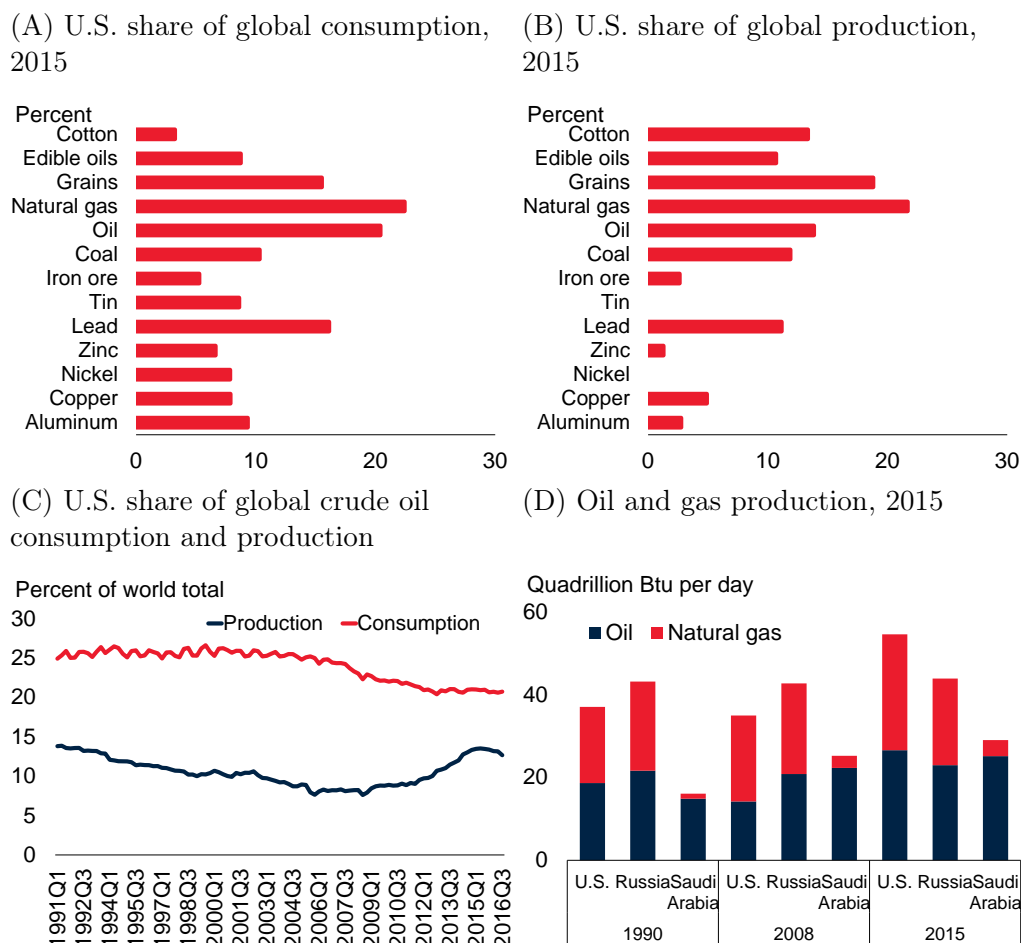 (A) U.S. share of global consumption,
2015
Percent
Cotton
Edible oils
Grains
Natural gas
Oil
Coal
Iron ore
Tin
Lead
Zinc
Nickel
Copper
Aluminum
0 10 20 30
(B) U.S. share of global production,
2015
Percent
Cotton
Edible oils
Grains
Natural gas
Oil
Coal
Iron ore
Tin
Lead
Zinc
Nickel
Copper
Aluminum
0 10 20 30
(C) U.S. share of global crude oil
consumption and production
Percent of world total
Production Consumption
30
25
20
15
10
5
0
1991Q1
1992Q3
1994Q1
1995Q3
1997Q1
1998Q3
2000Q1
2001Q3
2003Q1
2004Q3
2006Q1
2007Q3
2009Q1
2010Q3
2012Q1
2013Q3
2015Q1
2016Q3
(D) Oil and gas production, 2015
Quadrillion Btu per day
Oil Natural gas
60
40
20
0
U.S. Russia Saudi U.S. Russia Saudi U.S. Russia Saudi
Arabia Arabia Arabia
1990 2008 2015